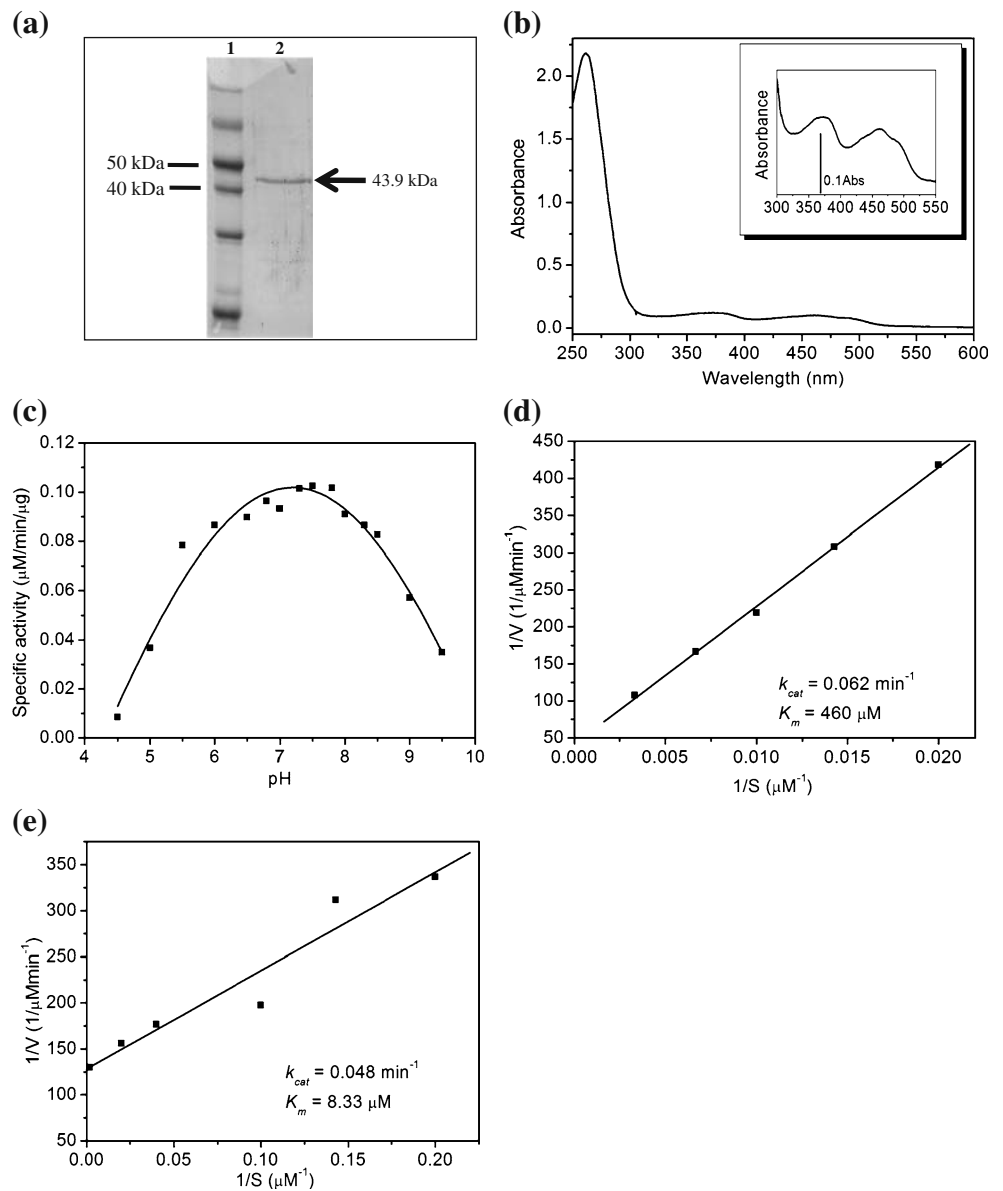 (a)
1 2
50 kDa
40 kDa
43.9 kDa
(b)
2.0
1.5
1.0
0.5
0.0
Absorbance
250 300 350 400 450 500 550 600
Wavelength (nm)
Absorbance
0.1Abs
300 350 400 450 500 550
(c)
0.12
0.10
0.08
0.06
0.04
0.02
0.00
Specific activity (µM/min/µg)
4 5 6 7 8 9 10
pH
(d)
450
400
350
300
250
200
150
100
50
1/V (1/µMmin⁻¹)
kcat = 0.062 min⁻¹
Km = 460 µM
0.000 0.005 0.010 0.015 0.020
1/S (µM⁻¹)
(e)
350
300
250
200
150
100
50
1/V (1/µMmin⁻¹)
kcat = 0.048 min⁻¹
Km = 8.33 µM
0.00 0.05 0.10 0.15 0.20
1/S (µM⁻¹)